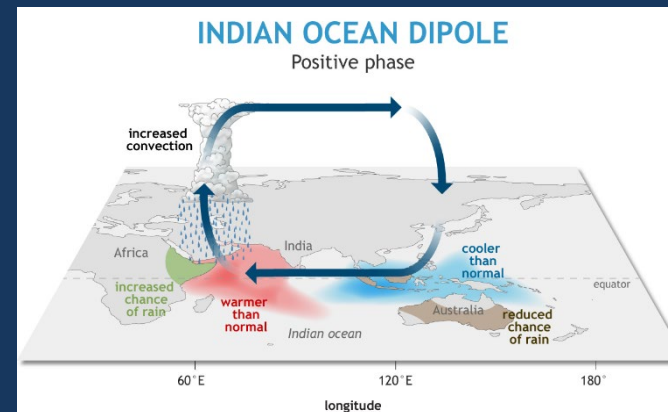 INDIAN OCEAN DIPOLE
Positive phase
increased
convection
Africa
India
cooler
than
normal
increased
chance
of rain
warmer
than
normal
equator
Indian ocean
Australia
reduced
chance
of rain
60°E
120°E
180°
longitude